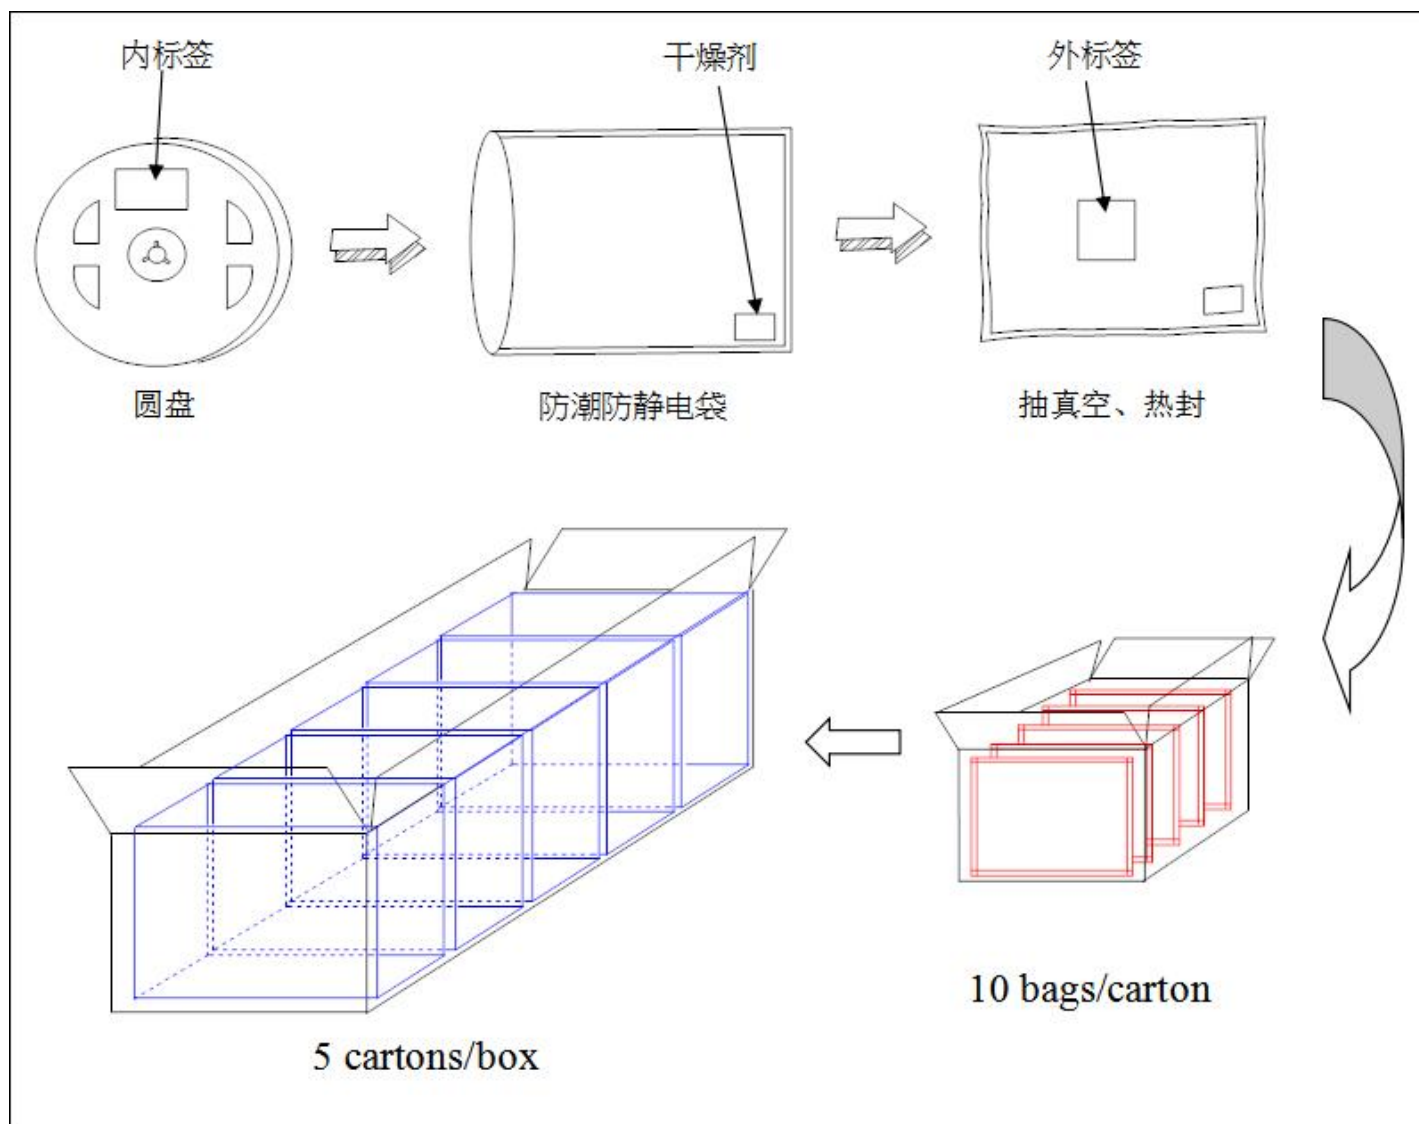 内标签
干燥剂
外标签
圆盘
防潮防静电袋
抽真空、热封
10 bags/carton
5 cartons/box